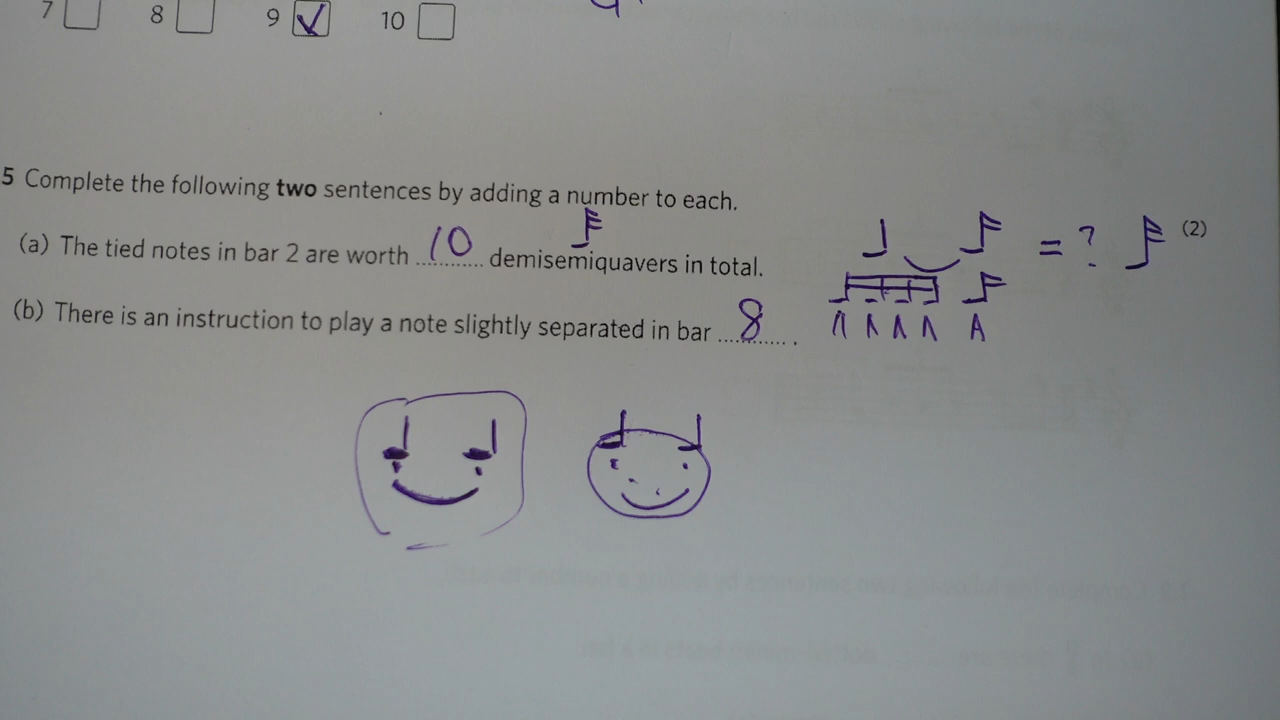 7 8 9 10
5 Complete the following two sentences by adding a number to each.
(a) The tied notes in bar 2 are worth 10 demisemiquavers in total.
= ? (2)
(b) There is an instruction to play a note slightly separated in bar 8 .